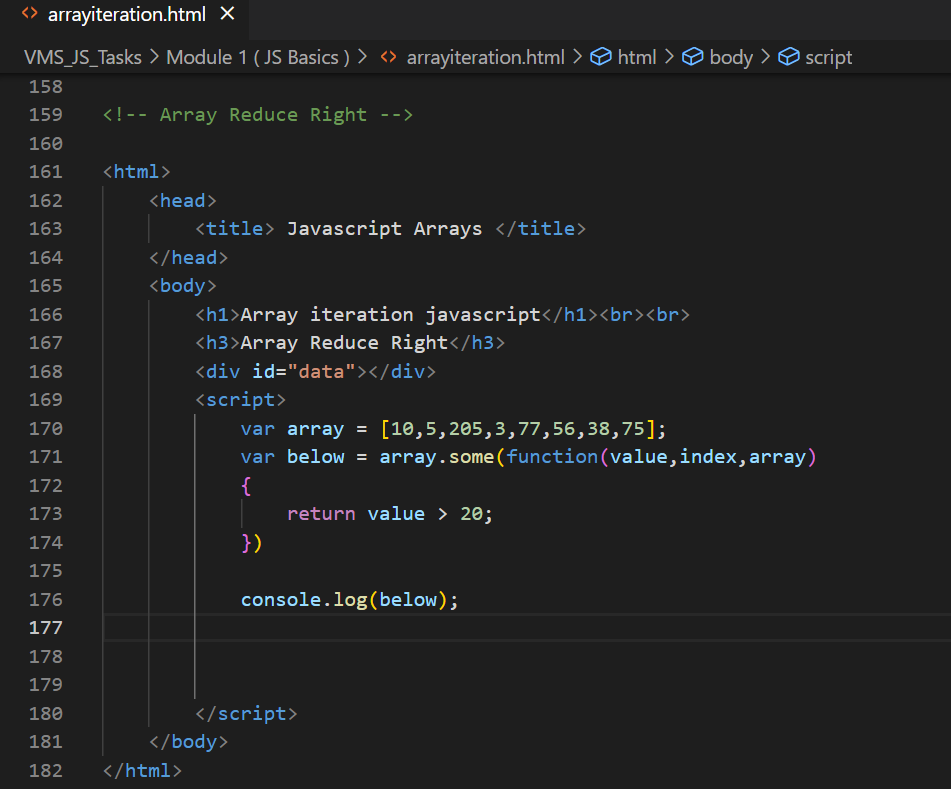 arrayiteration.html ×
VMS_JS_Tasks > Module 1 ( JS Basics ) > arrayiteration.html > html > body > script
158
159 <!-- Array Reduce Right -->
160
161 <html>
162     <head>
163         <title> Javascript Arrays </title>
164     </head>
165     <body>
166         <h1>Array iteration javascript</h1><br><br>
167         <h3>Array Reduce Right</h3>
168         <div id="data"></div>
169         <script>
170             var array = [10,5,205,3,77,56,38,75];
171             var below = array.some(function(value,index,array)
172             {
173                 return value > 20;
174             })
175
176             console.log(below);
177
178
179
180         </script>
181     </body>
182 </html>